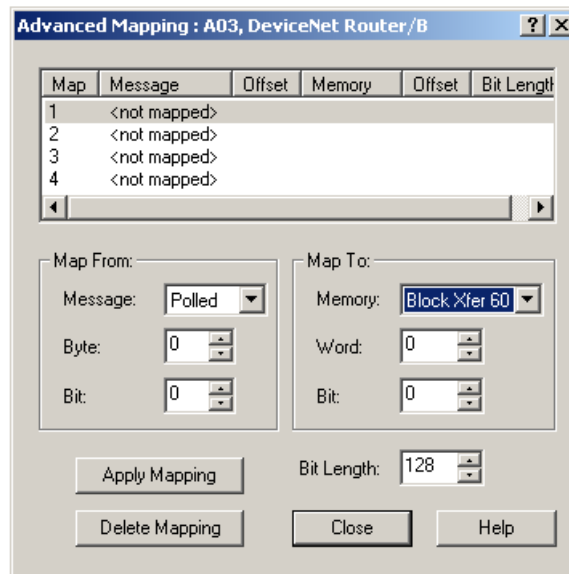 Advanced Mapping : A03, DeviceNet Router/B
Map Message Offset Memory Offset Bit Length
1 <not mapped>
2 <not mapped>
3 <not mapped>
4 <not mapped>
Map From: Map To:
Message: Polled Memory: Block Xfer 60
Byte: 0 Word: 0
Bit: 0 Bit: 0
Apply Mapping Bit Length: 128
Delete Mapping Close Help